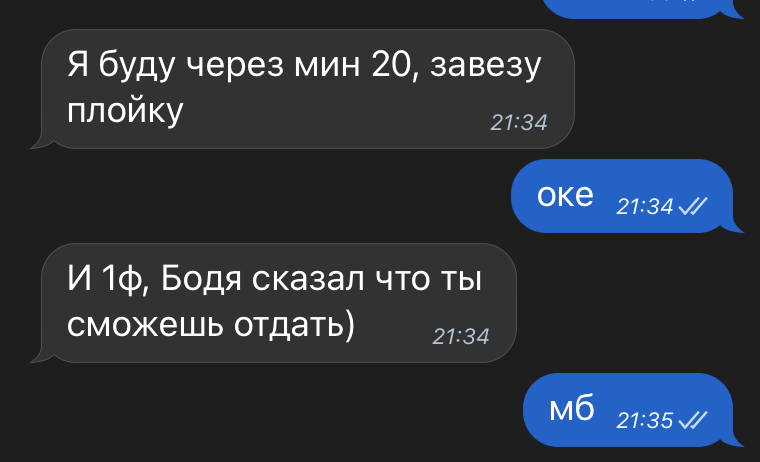 Я буду через мин 20, завезу
плойку
21:34
оке 21:34
И 1ф, Бодя сказал что ты
сможешь отдать)
21:34
мб 21:35